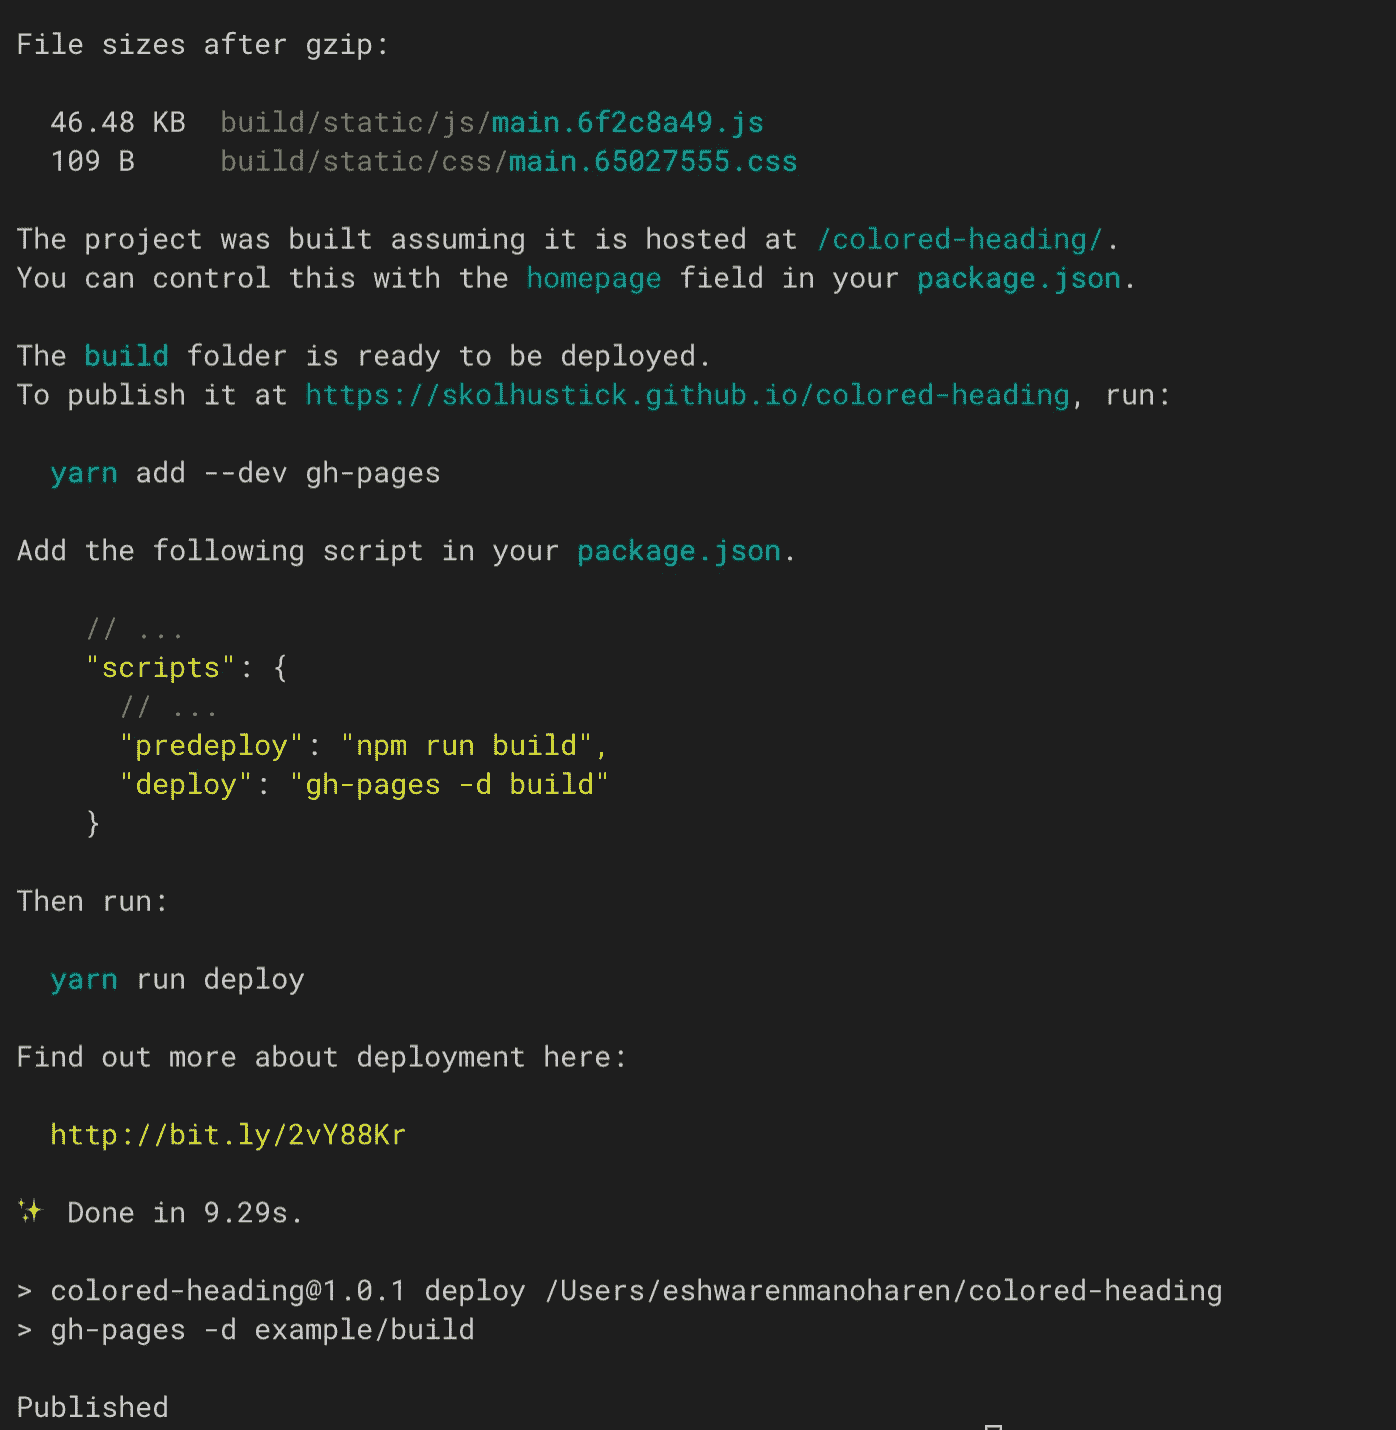 File sizes after gzip:
46.48 KB  build/static/js/main.6f2c8a49.js
109 B     build/static/css/main.65027555.css
The project was built assuming it is hosted at /colored-heading/.
You can control this with the homepage field in your package.json.
The build folder is ready to be deployed.
To publish it at https://skolhustick.github.io/colored-heading, run:
yarn add --dev gh-pages
Add the following script in your package.json.
// ...
"scripts": {
// ...
"predeploy": "npm run build",
"deploy": "gh-pages -d build"
}
Then run:
yarn run deploy
Find out more about deployment here:
http://bit.ly/2vY88Kr
✨ Done in 9.29s.
> colored-heading@1.0.1 deploy /Users/eshwarenmanoharen/colored-heading
> gh-pages -d example/build
Published